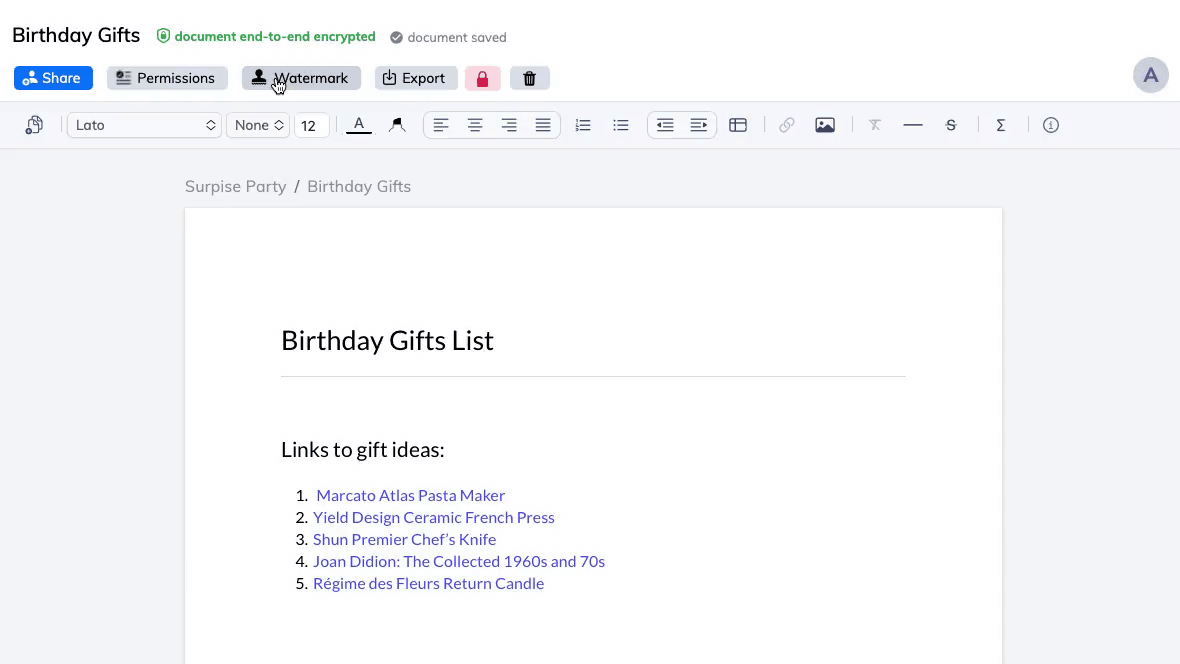 Birthday Gifts document end-to-end encrypted document saved
Share Permissions Watermark Export
A
Lato None 12 A S Σ
Surpise Party / Birthday Gifts
Birthday Gifts List
Links to gift ideas:
1. Marcato Atlas Pasta Maker
2. Yield Design Ceramic French Press
3. Shun Premier Chef’s Knife
4. Joan Didion: The Collected 1960s and 70s
5. Régime des Fleurs Return Candle